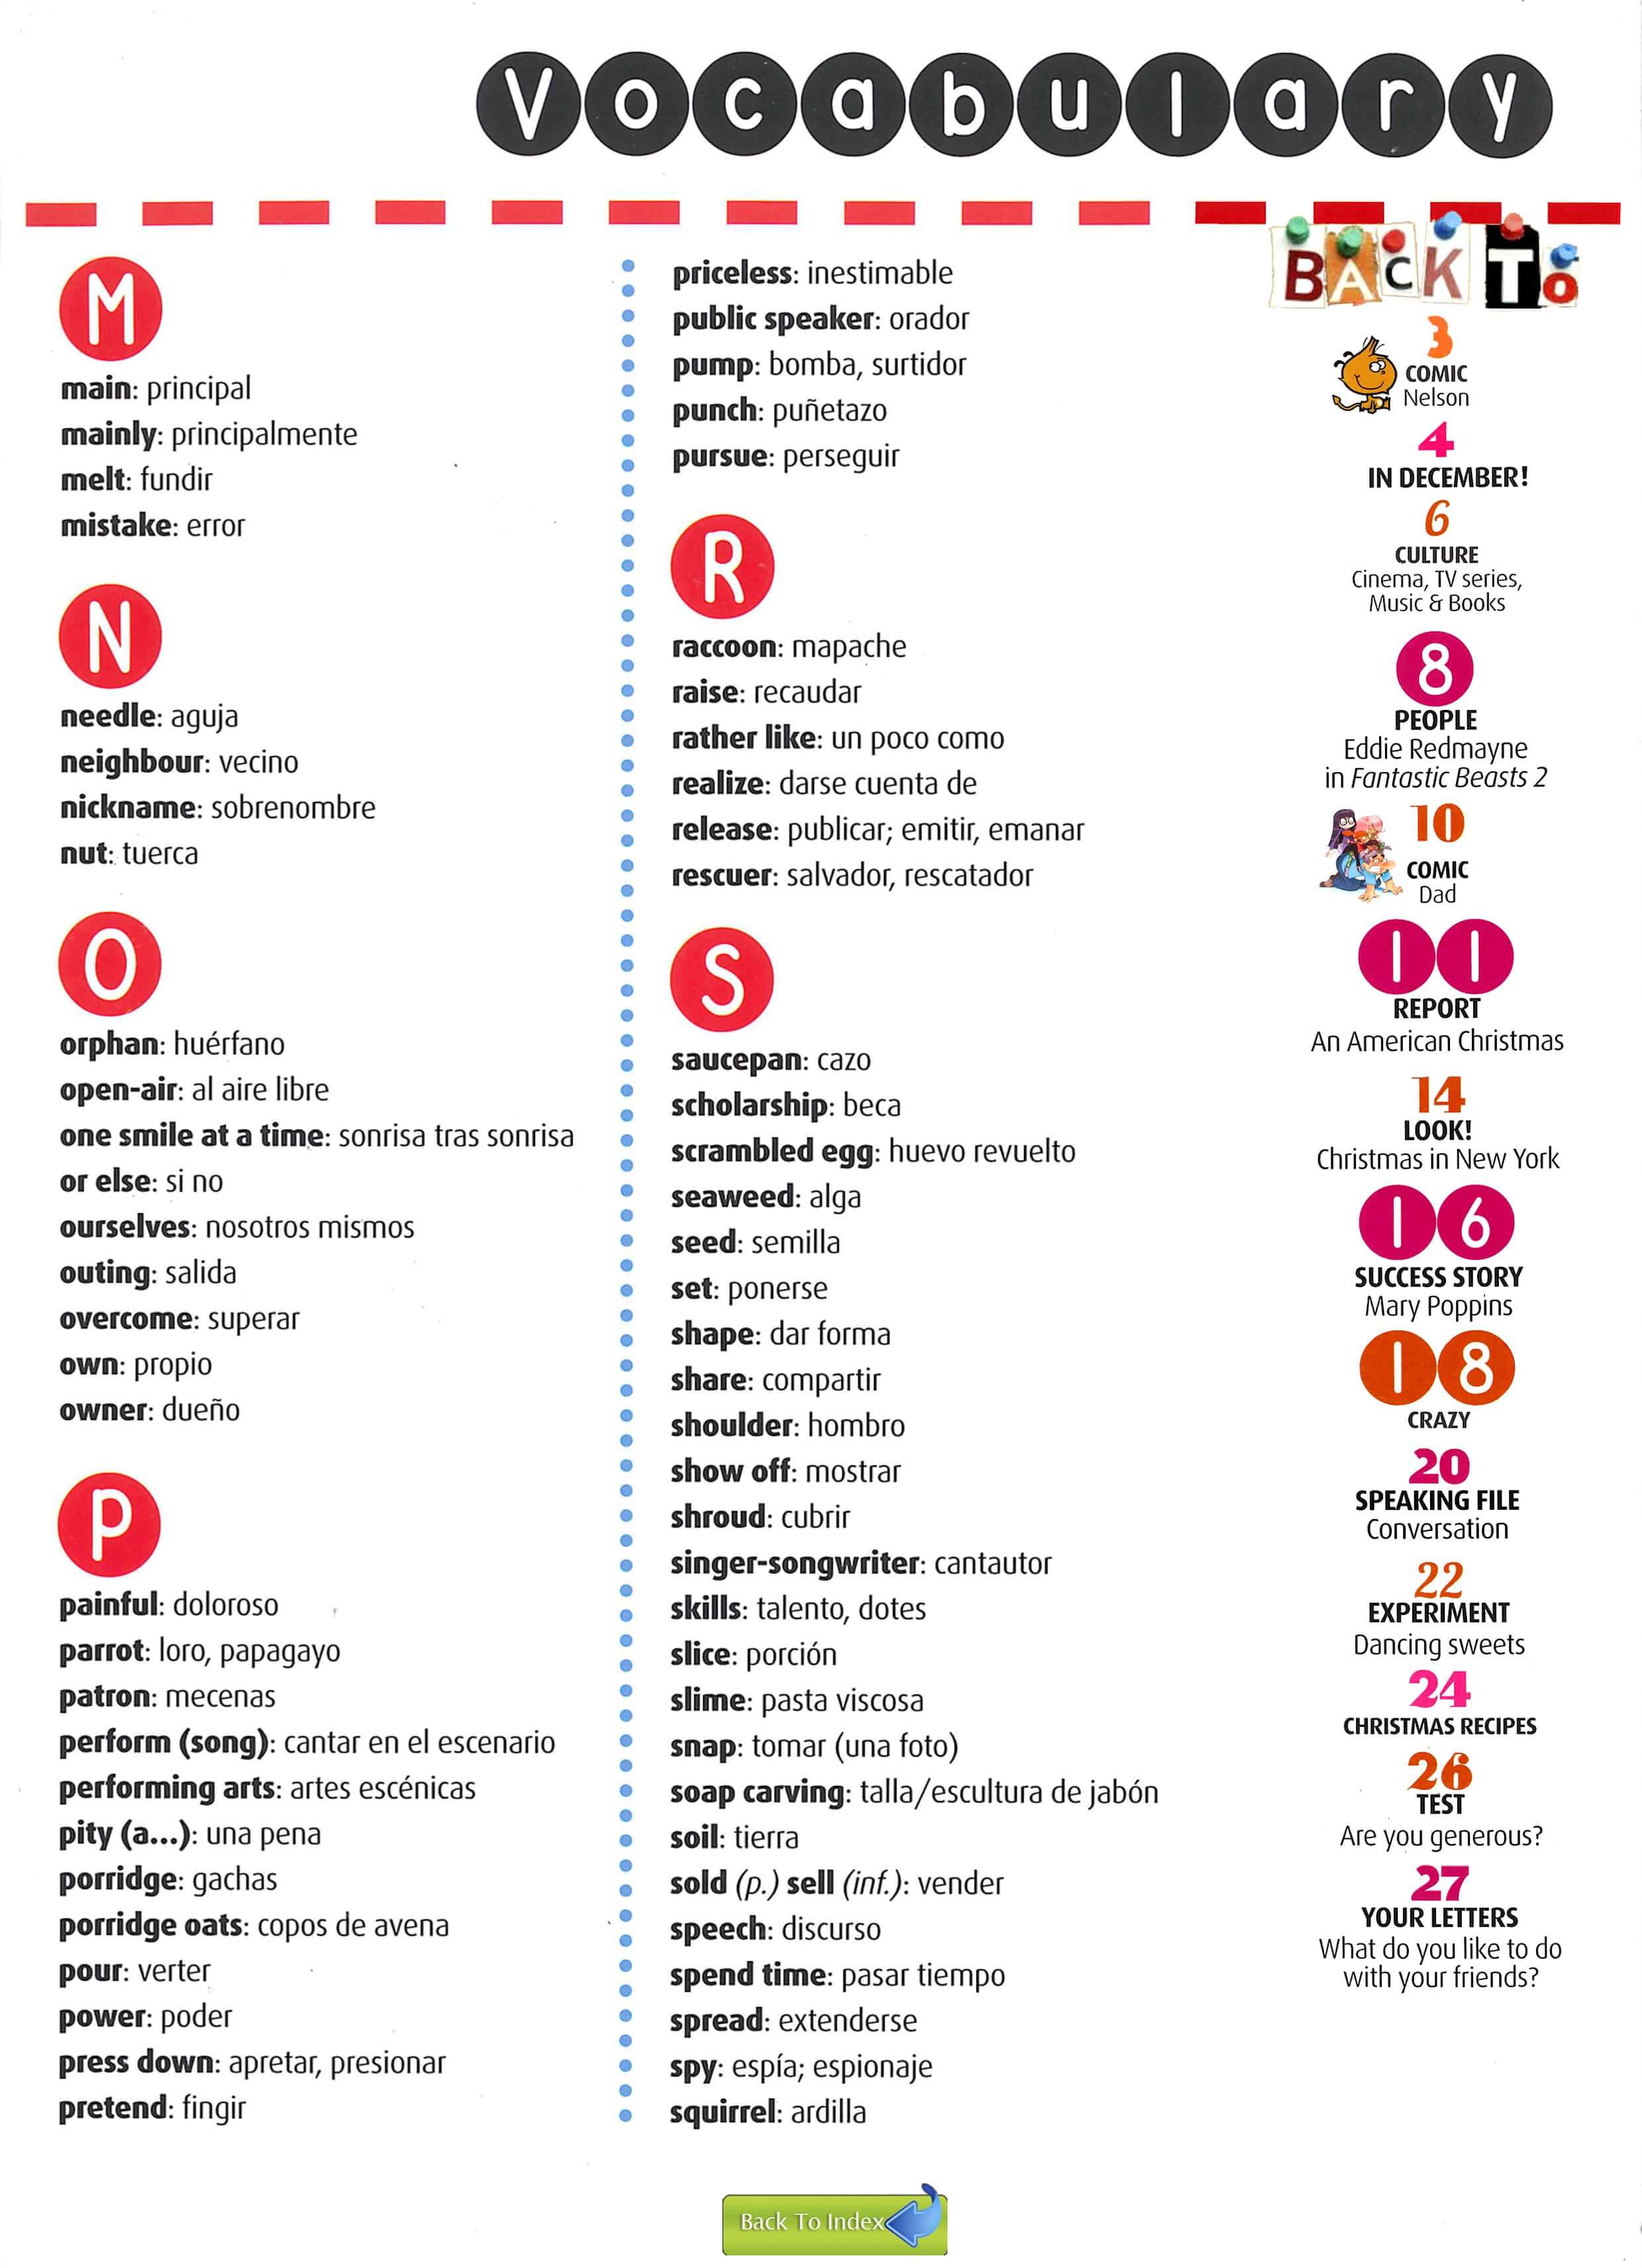 Vocabulary
M
main: principal
mainly: principalmente
melt: fundir
mistake: error
N
needle: aguja
neighbour: vecino
nickname: sobrenombre
nut: tuerca
O
orphan: huérfano
open-air: al aire libre
one smile at a time: sonrisa tras sonrisa
or else: si no
ourselves: nosotros mismos
outing: salida
overcome: superar
own: propio
owner: dueño
P
painful: doloroso
parrot: loro, papagayo
patron: mecenas
perform (song): cantar en el escenario
performing arts: artes escénicas
pity (a...): una pena
porridge: gachas
porridge oats: copos de avena
pour: verter
power: poder
press down: apretar, presionar
pretend: fingir
priceless: inestimable
public speaker: orador
pump: bomba, surtidor
punch: puñetazo
pursue: perseguir
R
raccoon: mapache
raise: recaudar
rather like: un poco como
realize: darse cuenta de
release: publicar; emitir, emanar
rescuer: salvador, rescatador
S
saucepan: cazo
scholarship: beca
scrambled egg: huevo revuelto
seaweed: alga
seed: semilla
set: ponerse
shape: dar forma
share: compartir
shoulder: hombro
show off: mostrar
shroud: cubrir
singer-songwriter: cantautor
skills: talento, dotes
slice: porción
slime: pasta viscosa
snap: tomar (una foto)
soap carving: talla/escultura de jabón
soil: tierra
sold (p.) sell (inf.): vender
speech: discurso
spend time: pasar tiempo
spread: extenderse
spy: espía; espionaje
squirrel: ardilla
BACK To
3
COMIC
Nelson
4
IN DECEMBER!
6
CULTURE
Cinema, TV series,
Music & Books
8
PEOPLE
Eddie Redmayne
in Fantastic Beasts 2
10
COMIC
Dad
11
REPORT
An American Christmas
14
LOOK!
Christmas in New York
16
SUCCESS STORY
Mary Poppins
18
CRAZY
20
SPEAKING FILE
Conversation
22
EXPERIMENT
Dancing sweets
24
CHRISTMAS RECIPES
26
TEST
Are you generous?
27
YOUR LETTERS
What do you like to do
with your friends?
Back To Index